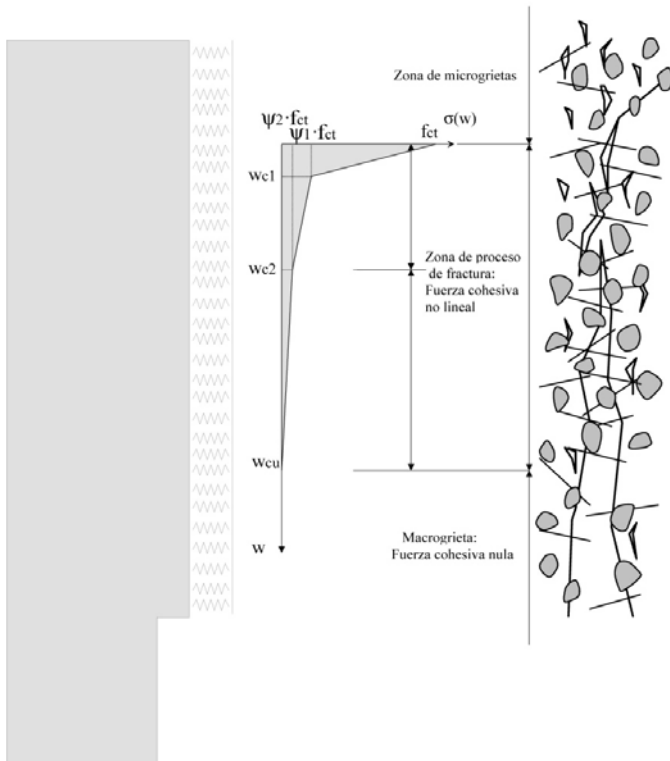 Zona de microgrietas
ψ2·fct
ψ1·fct
fct
σ(w)
wc1
wc2
Zona de proceso
de fractura:
Fuerza cohesiva
no lineal
wcu
Macrogrieta:
Fuerza cohesiva nula
w